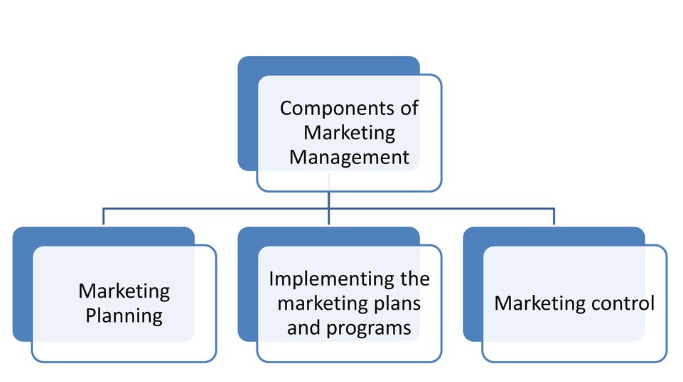 Components of
Marketing
Management
Marketing
Planning
Implementing the
marketing plans
and programs
Marketing control